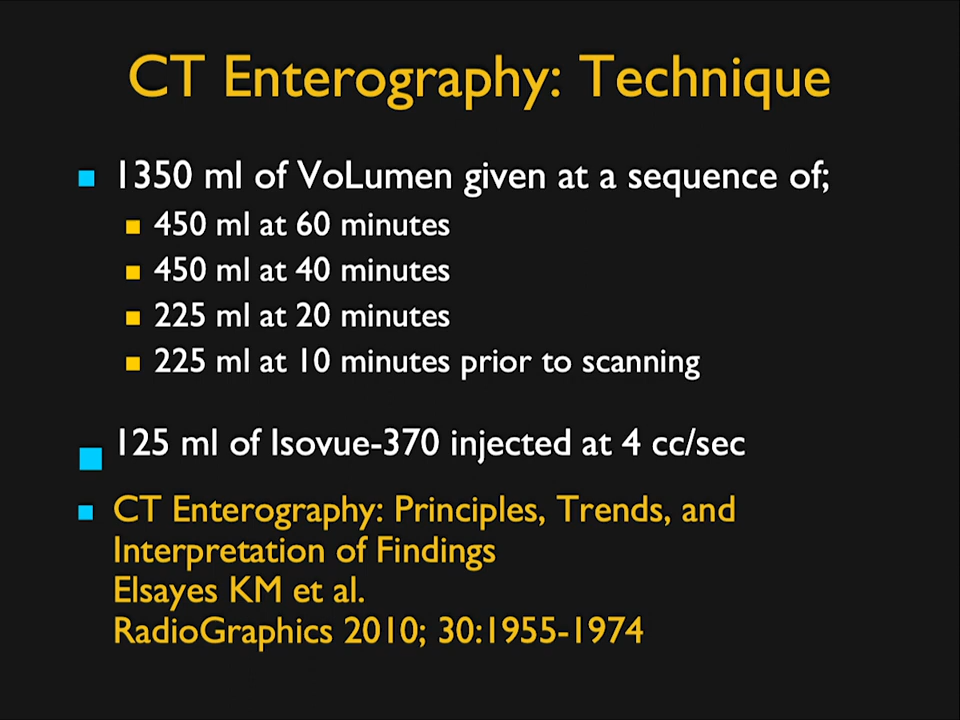 CT Enterography: Technique
1350 ml of VoLumen given at a sequence of;
450 ml at 60 minutes
450 ml at 40 minutes
225 ml at 20 minutes
225 ml at 10 minutes prior to scanning
125 ml of Isovue-370 injected at 4 cc/sec
CT Enterography: Principles, Trends, and
Interpretation of Findings
Elsayes KM et al.
RadioGraphics 2010; 30:1955-1974